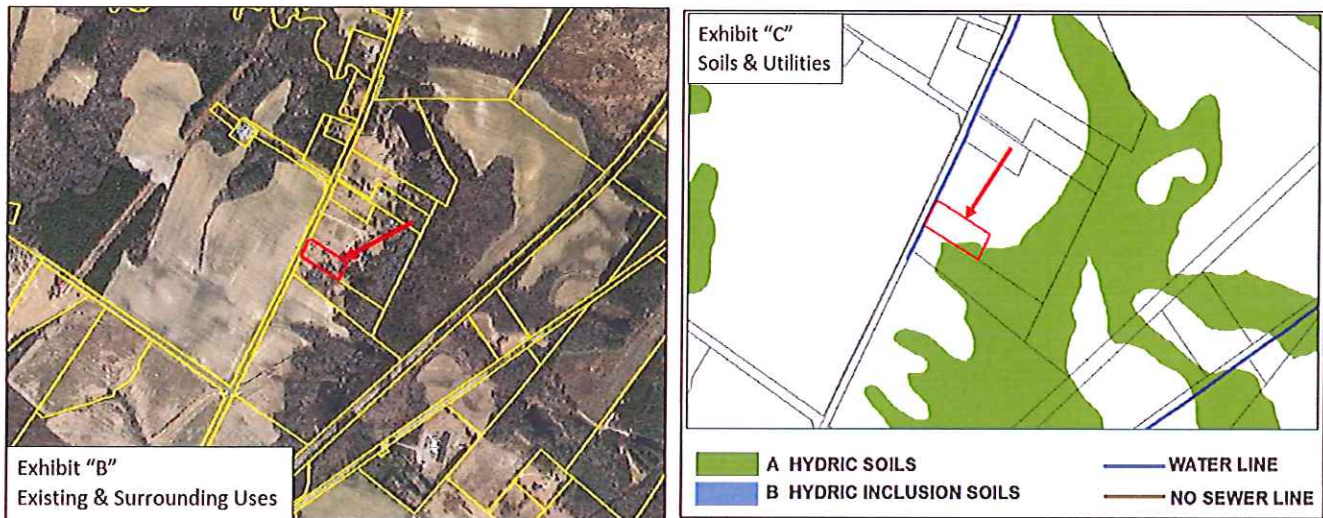 Exhibit "B"
Existing & Surrounding Uses
Exhibit "C"
Soils & Utilities
A HYDRIC SOILS
B HYDRIC INCLUSION SOILS
WATER LINE
NO SEWER LINE